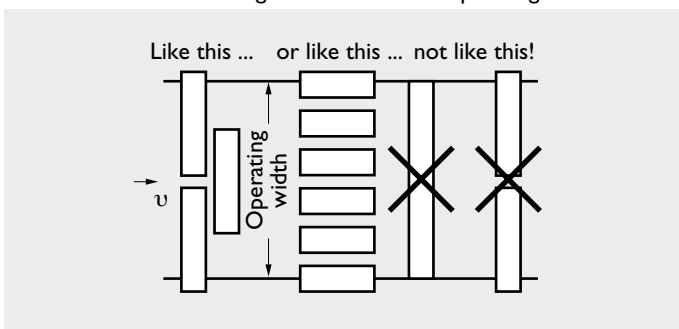 Like this ... or like this ... not like this!
Operating
width
υ